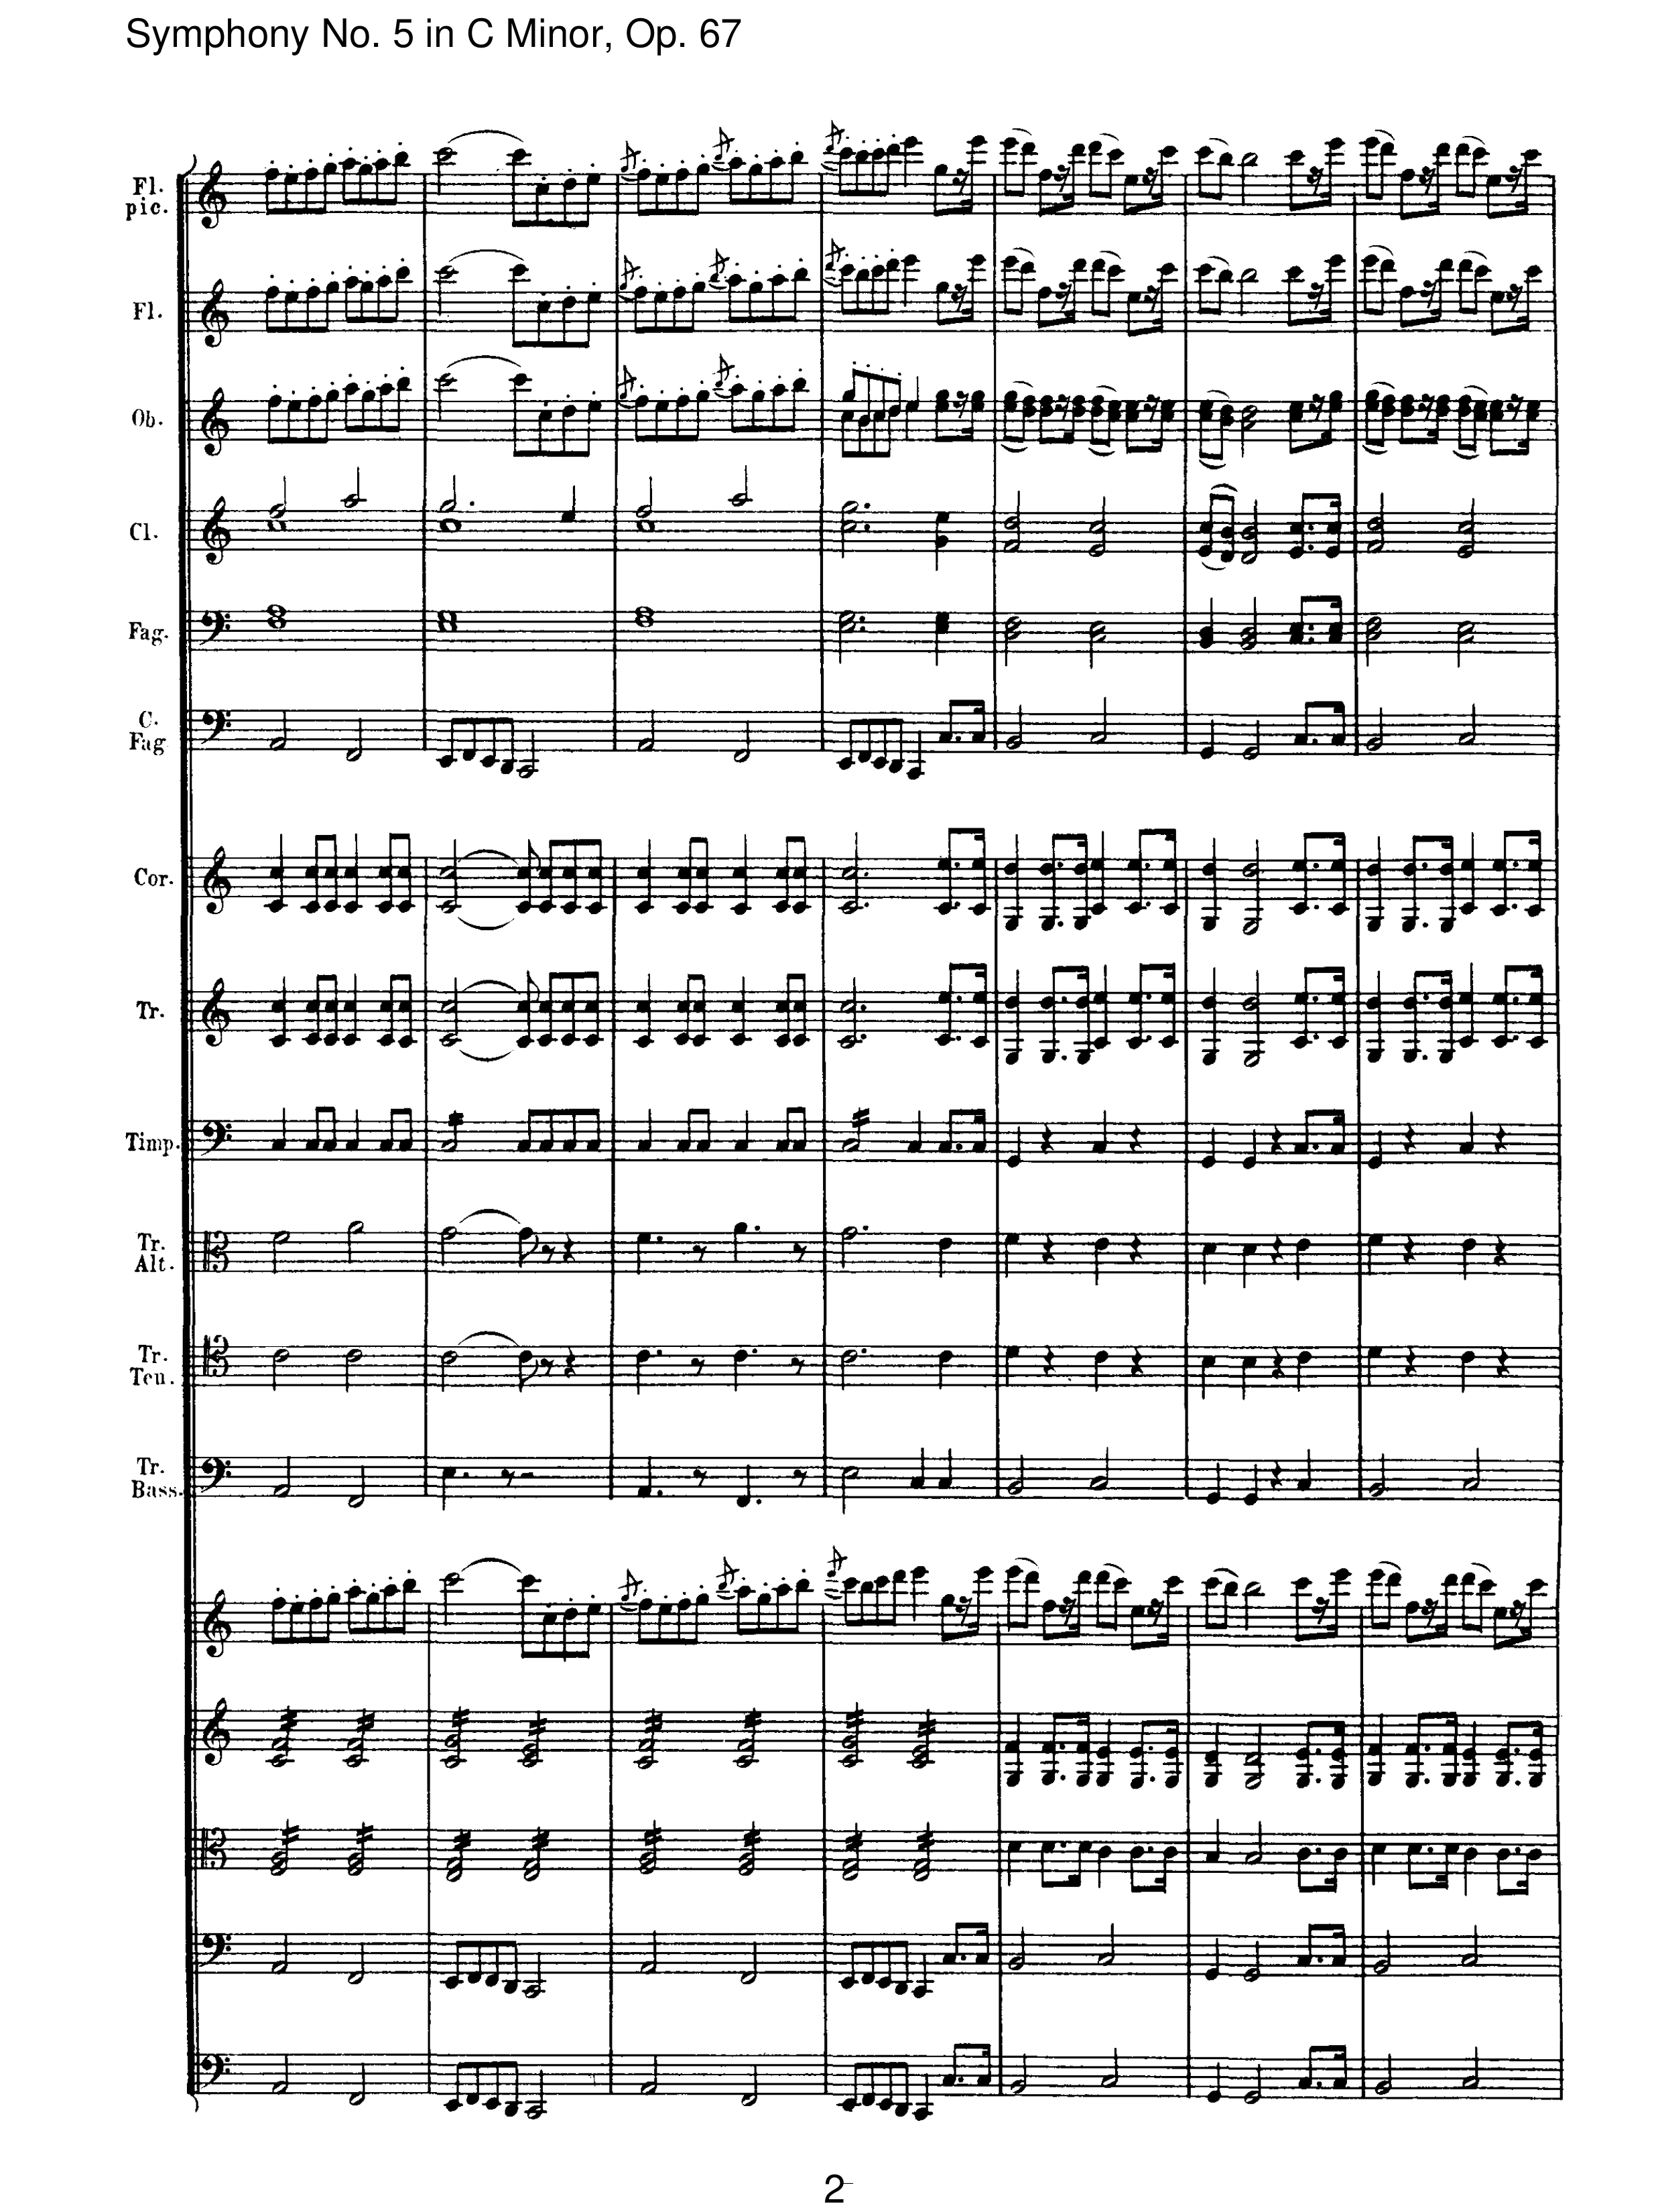 Symphony No. 5 in C Minor, Op. 67
Fl.
pic.
Fl.
Ob.
Cl.
Fag.
C.
Fag
Cor.
Tr.
Timp.
Tr.
Alt.
Tr.
Ten.
Tr.
Bass.
2